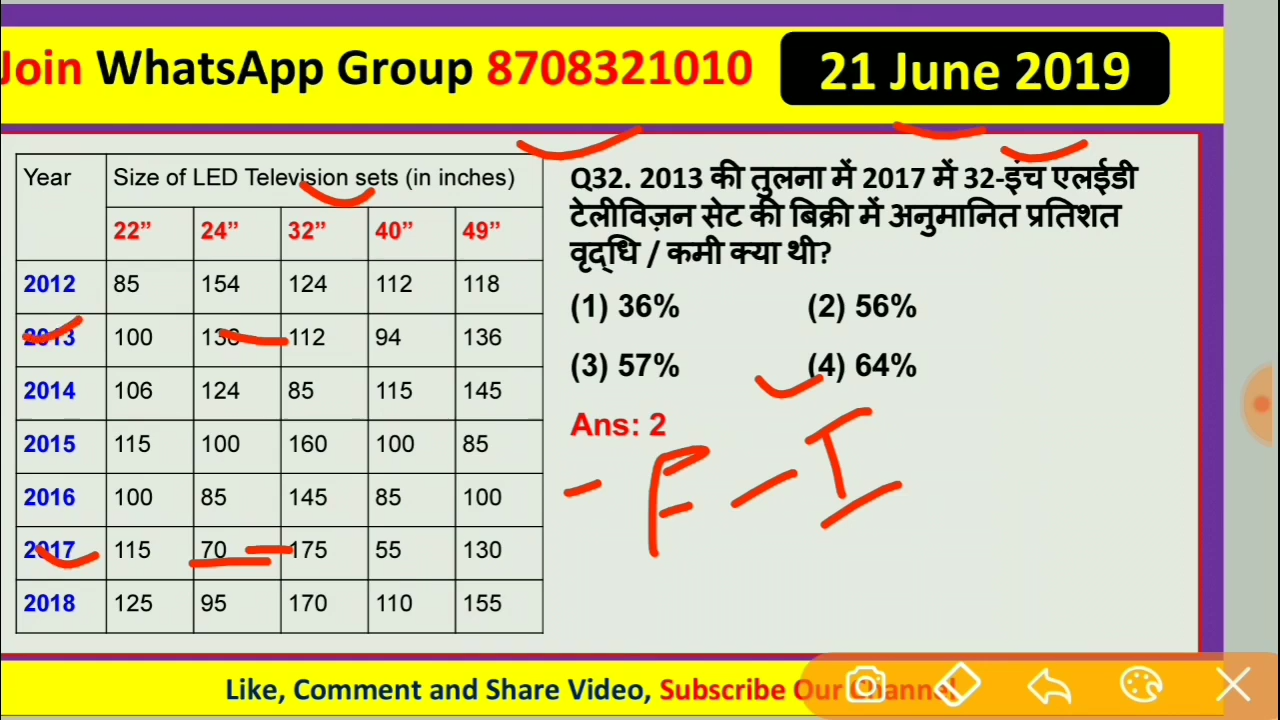 Join WhatsApp Group 8708321010
21 June 2019
Year Size of LED Television sets (in inches)
22” 24” 32” 40” 49”
2012 85 154 124 112 118
2013 100 112 94 136
2014 106 124 85 115 145
2015 115 100 160 100 85
2016 100 85 145 85 100
2017 115 70 175 55 130
2018 125 95 170 110 155
Q32. 2013 की तुलना में 2017 में 32-इंच एलईडी
टेलीविज़न सेट की बिक्री में अनुमानित प्रतिशत
वृद्धि / कमी क्या थी?
(1) 36% (2) 56%
(3) 57% (4) 64%
Ans: 2
- F - I
Like, Comment and Share Video, Subscribe Our Channel